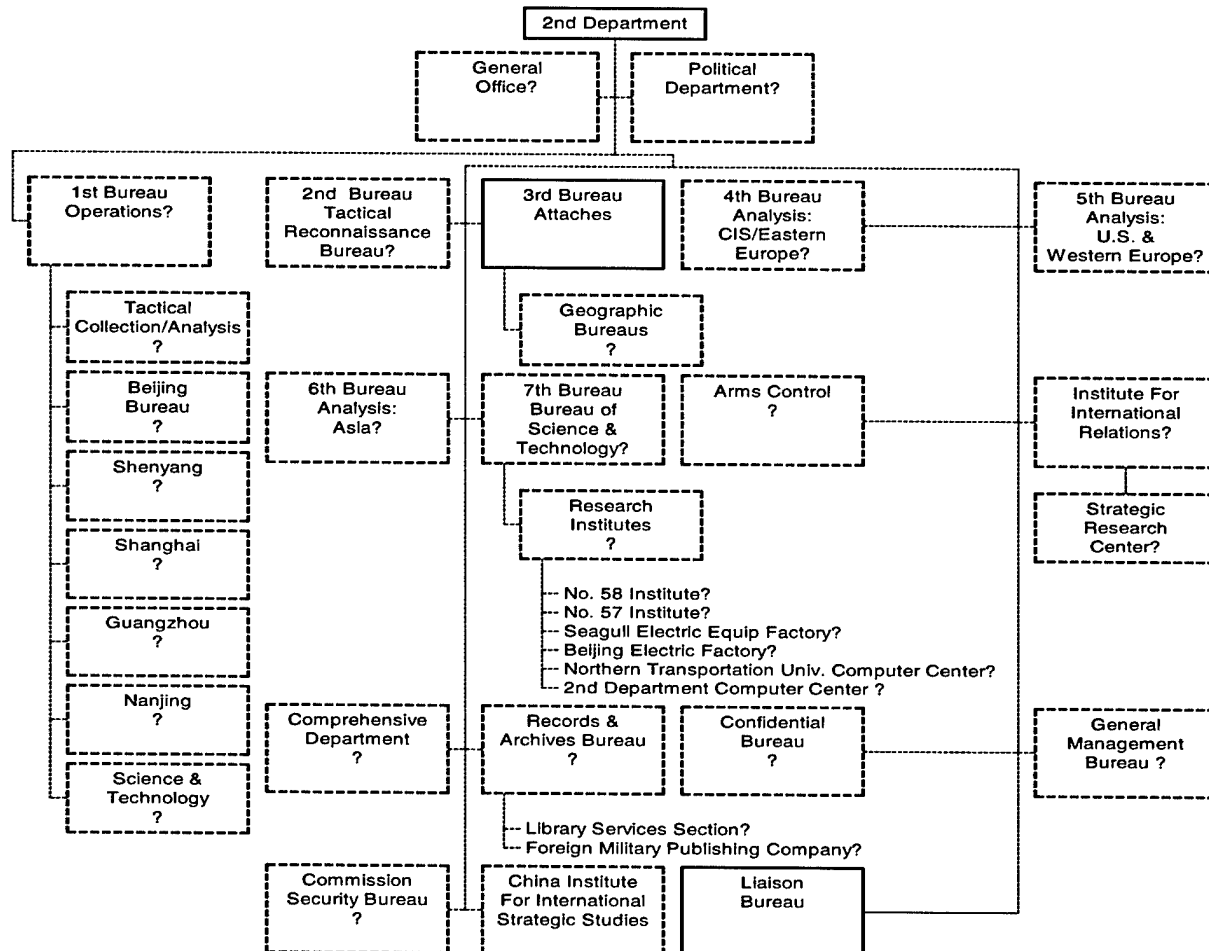 2nd Department
General
Office?
Political
Department?
1st Bureau
Operations?
2nd Bureau
Tactical
Reconnaissance
Bureau?
3rd Bureau
Attaches
4th Bureau
Analysis:
CIS/Eastern
Europe?
5th Bureau
Analysis:
U.S. &
Western Europe?
Tactical
Collection/Analysis
?
Beijing
Bureau
?
Shenyang
?
Shanghai
?
Guangzhou
?
Nanjing
?
Science &
Technology
?
Geographic
Bureaus
?
6th Bureau
Analysis:
Asia?
7th Bureau
Bureau of
Science &
Technology?
Arms Control
?
Institute For
International
Relations?
Research
Institutes
?
Strategic
Research
Center?
No. 58 Institute?
No. 57 Institute?
Seagull Electric Equip Factory?
Beijing Electric Factory?
Northern Transportation Univ. Computer Center?
2nd Department Computer Center ?
Comprehensive
Department
?
Records &
Archives Bureau
?
Confidential
Bureau
?
General
Management
Bureau ?
Library Services Section?
Foreign Military Publishing Company?
Commission
Security Bureau
?
China Institute
For International
Strategic Studies
Liaison
Bureau